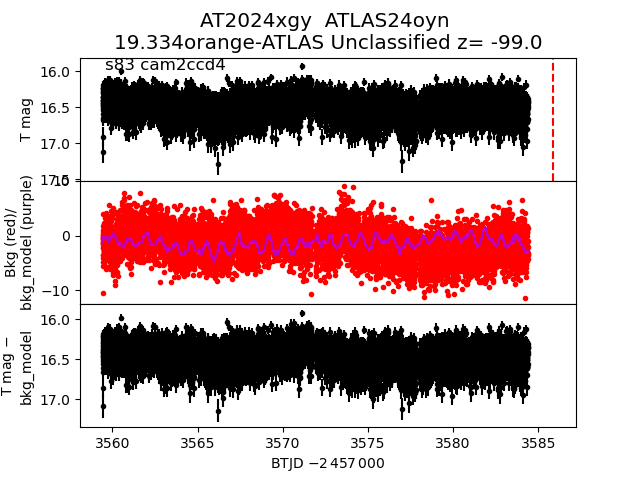 AT2024xgy ATLAS24oyn
19.334orange-ATLAS Unclassified z= -99.0
s83 cam2ccd4
16.0
16.5
17.0
17.5
T mag
10
0
−10
Bkg (red)/
bkg_model (purple)
16.0
16.5
17.0
T mag −
bkg_model
3560 3565 3570 3575 3580 3585
BTJD −2 457 000